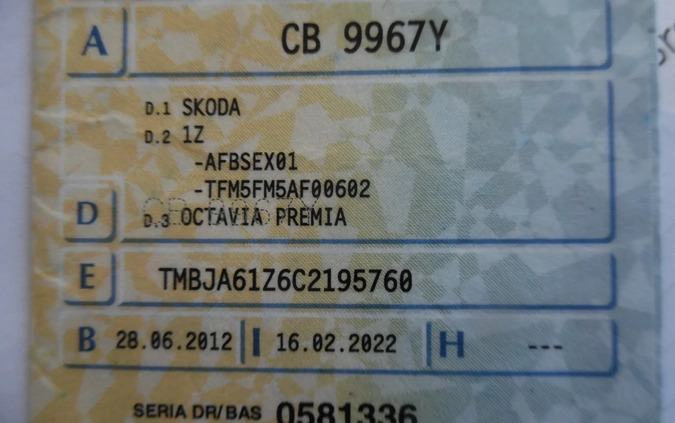 A CB 9967Y
D.1 SKODA
D.2 1Z
-AFBSEX01
-TFM5FM5AF00602
D D.3 OCTAVIA PREMIA
E TMBJA61Z6C2195760
B 28.06.2012 I 16.02.2022 H ---
SERIA DR/BAS 0581336